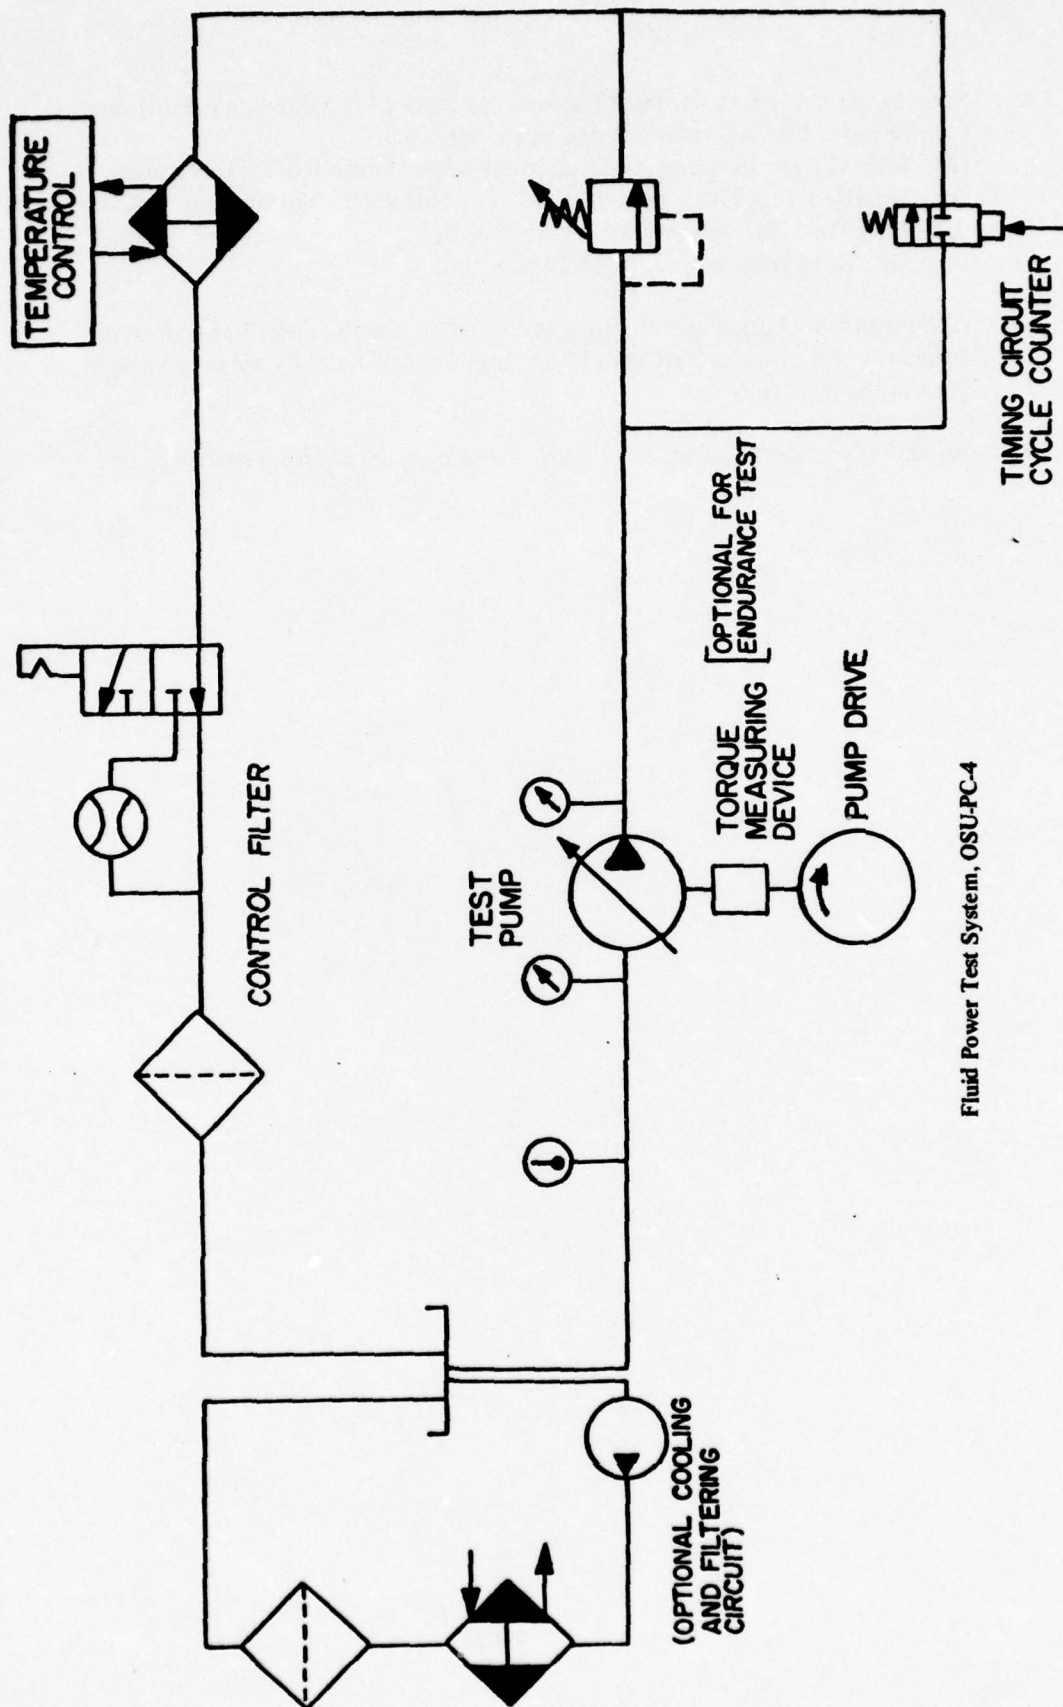 TEMPERATURE
CONTROL
CONTROL FILTER
TEST
PUMP
OPTIONAL FOR
ENDURANCE TEST
TORQUE
MEASURING
DEVICE
PUMP DRIVE
TIMING CIRCUIT
CYCLE COUNTER
(OPTIONAL COOLING
AND FILTERING
CIRCUIT)
Fluid Power Test System, OSU-PC-4